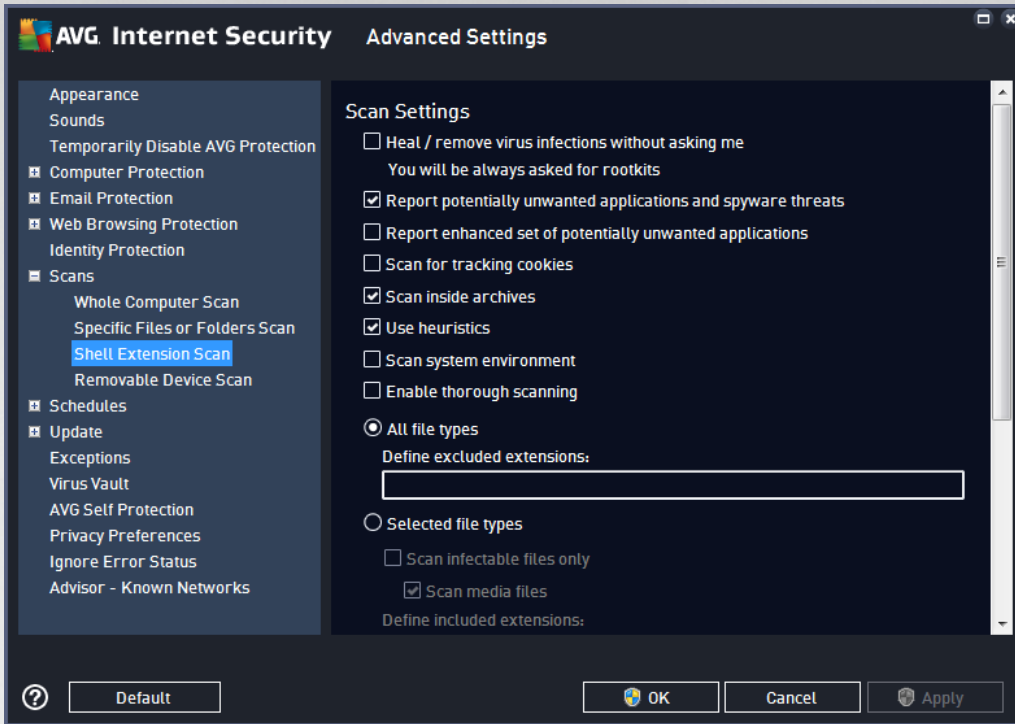 AVG Internet Security Advanced Settings
Appearance
Sounds
Temporarily Disable AVG Protection
Computer Protection
Email Protection
Web Browsing Protection
Identity Protection
Scans
Whole Computer Scan
Specific Files or Folders Scan
Shell Extension Scan
Removable Device Scan
Schedules
Update
Exceptions
Virus Vault
AVG Self Protection
Privacy Preferences
Ignore Error Status
Advisor - Known Networks
Scan Settings
Heal / remove virus infections without asking me
You will be always asked for rootkits
Report potentially unwanted applications and spyware threats
Report enhanced set of potentially unwanted applications
Scan for tracking cookies
Scan inside archives
Use heuristics
Scan system environment
Enable thorough scanning
All file types
Define excluded extensions:
Selected file types
Scan infectable files only
Scan media files
Define included extensions:
? Default OK Cancel Apply